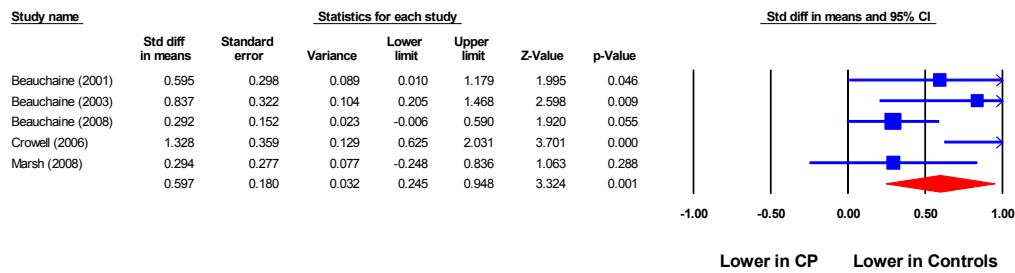 Study name Statistics for each study Std diff in means and 95% CI
Std diff Standard Lower Upper
in means error Variance limit limit Z-Value p-Value
Beauchaine (2001) 0.595 0.298 0.089 0.010 1.179 1.995 0.046
Beauchaine (2003) 0.837 0.322 0.104 0.205 1.468 2.598 0.009
Beauchaine (2008) 0.292 0.152 0.023 -0.006 0.590 1.920 0.055
Crowell (2006) 1.328 0.359 0.129 0.625 2.031 3.701 0.000
Marsh (2008) 0.294 0.277 0.077 -0.248 0.836 1.063 0.288
0.597 0.180 0.032 0.245 0.948 3.324 0.001
-1.00 -0.50 0.00 0.50 1.00
Lower in CP Lower in Controls